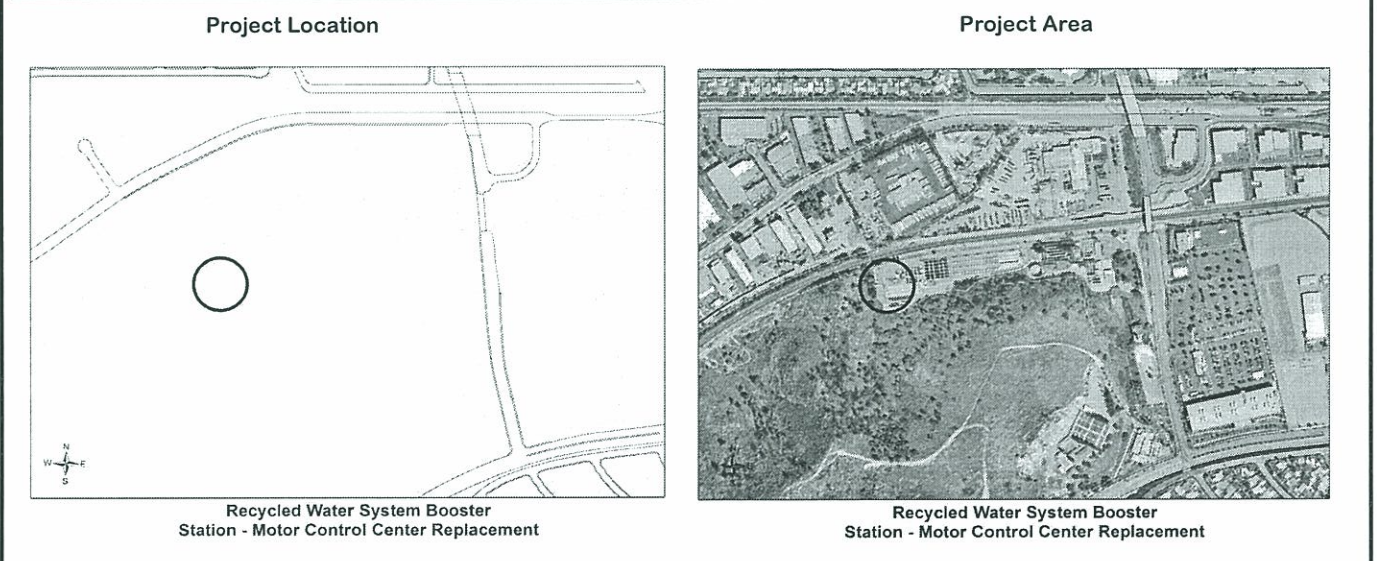 Project Location
Project Area
N
W E
S
Recycled Water System Booster
Station - Motor Control Center Replacement
Recycled Water System Booster
Station - Motor Control Center Replacement